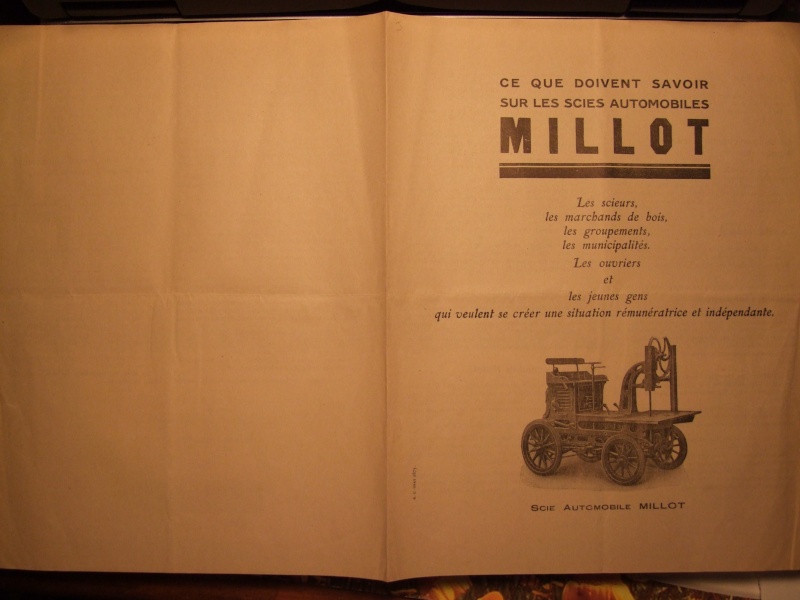 CE QUE DOIVENT SAVOIR
SUR LES SCIES AUTOMOBILES
MILLOT
Les scieurs,
les marchands de bois,
les groupements,
les municipalités.
Les ouvriers
et
les jeunes gens
qui veulent se créer une situation rémunératrice et indépendante.
SCIE AUTOMOBILE MILLOT